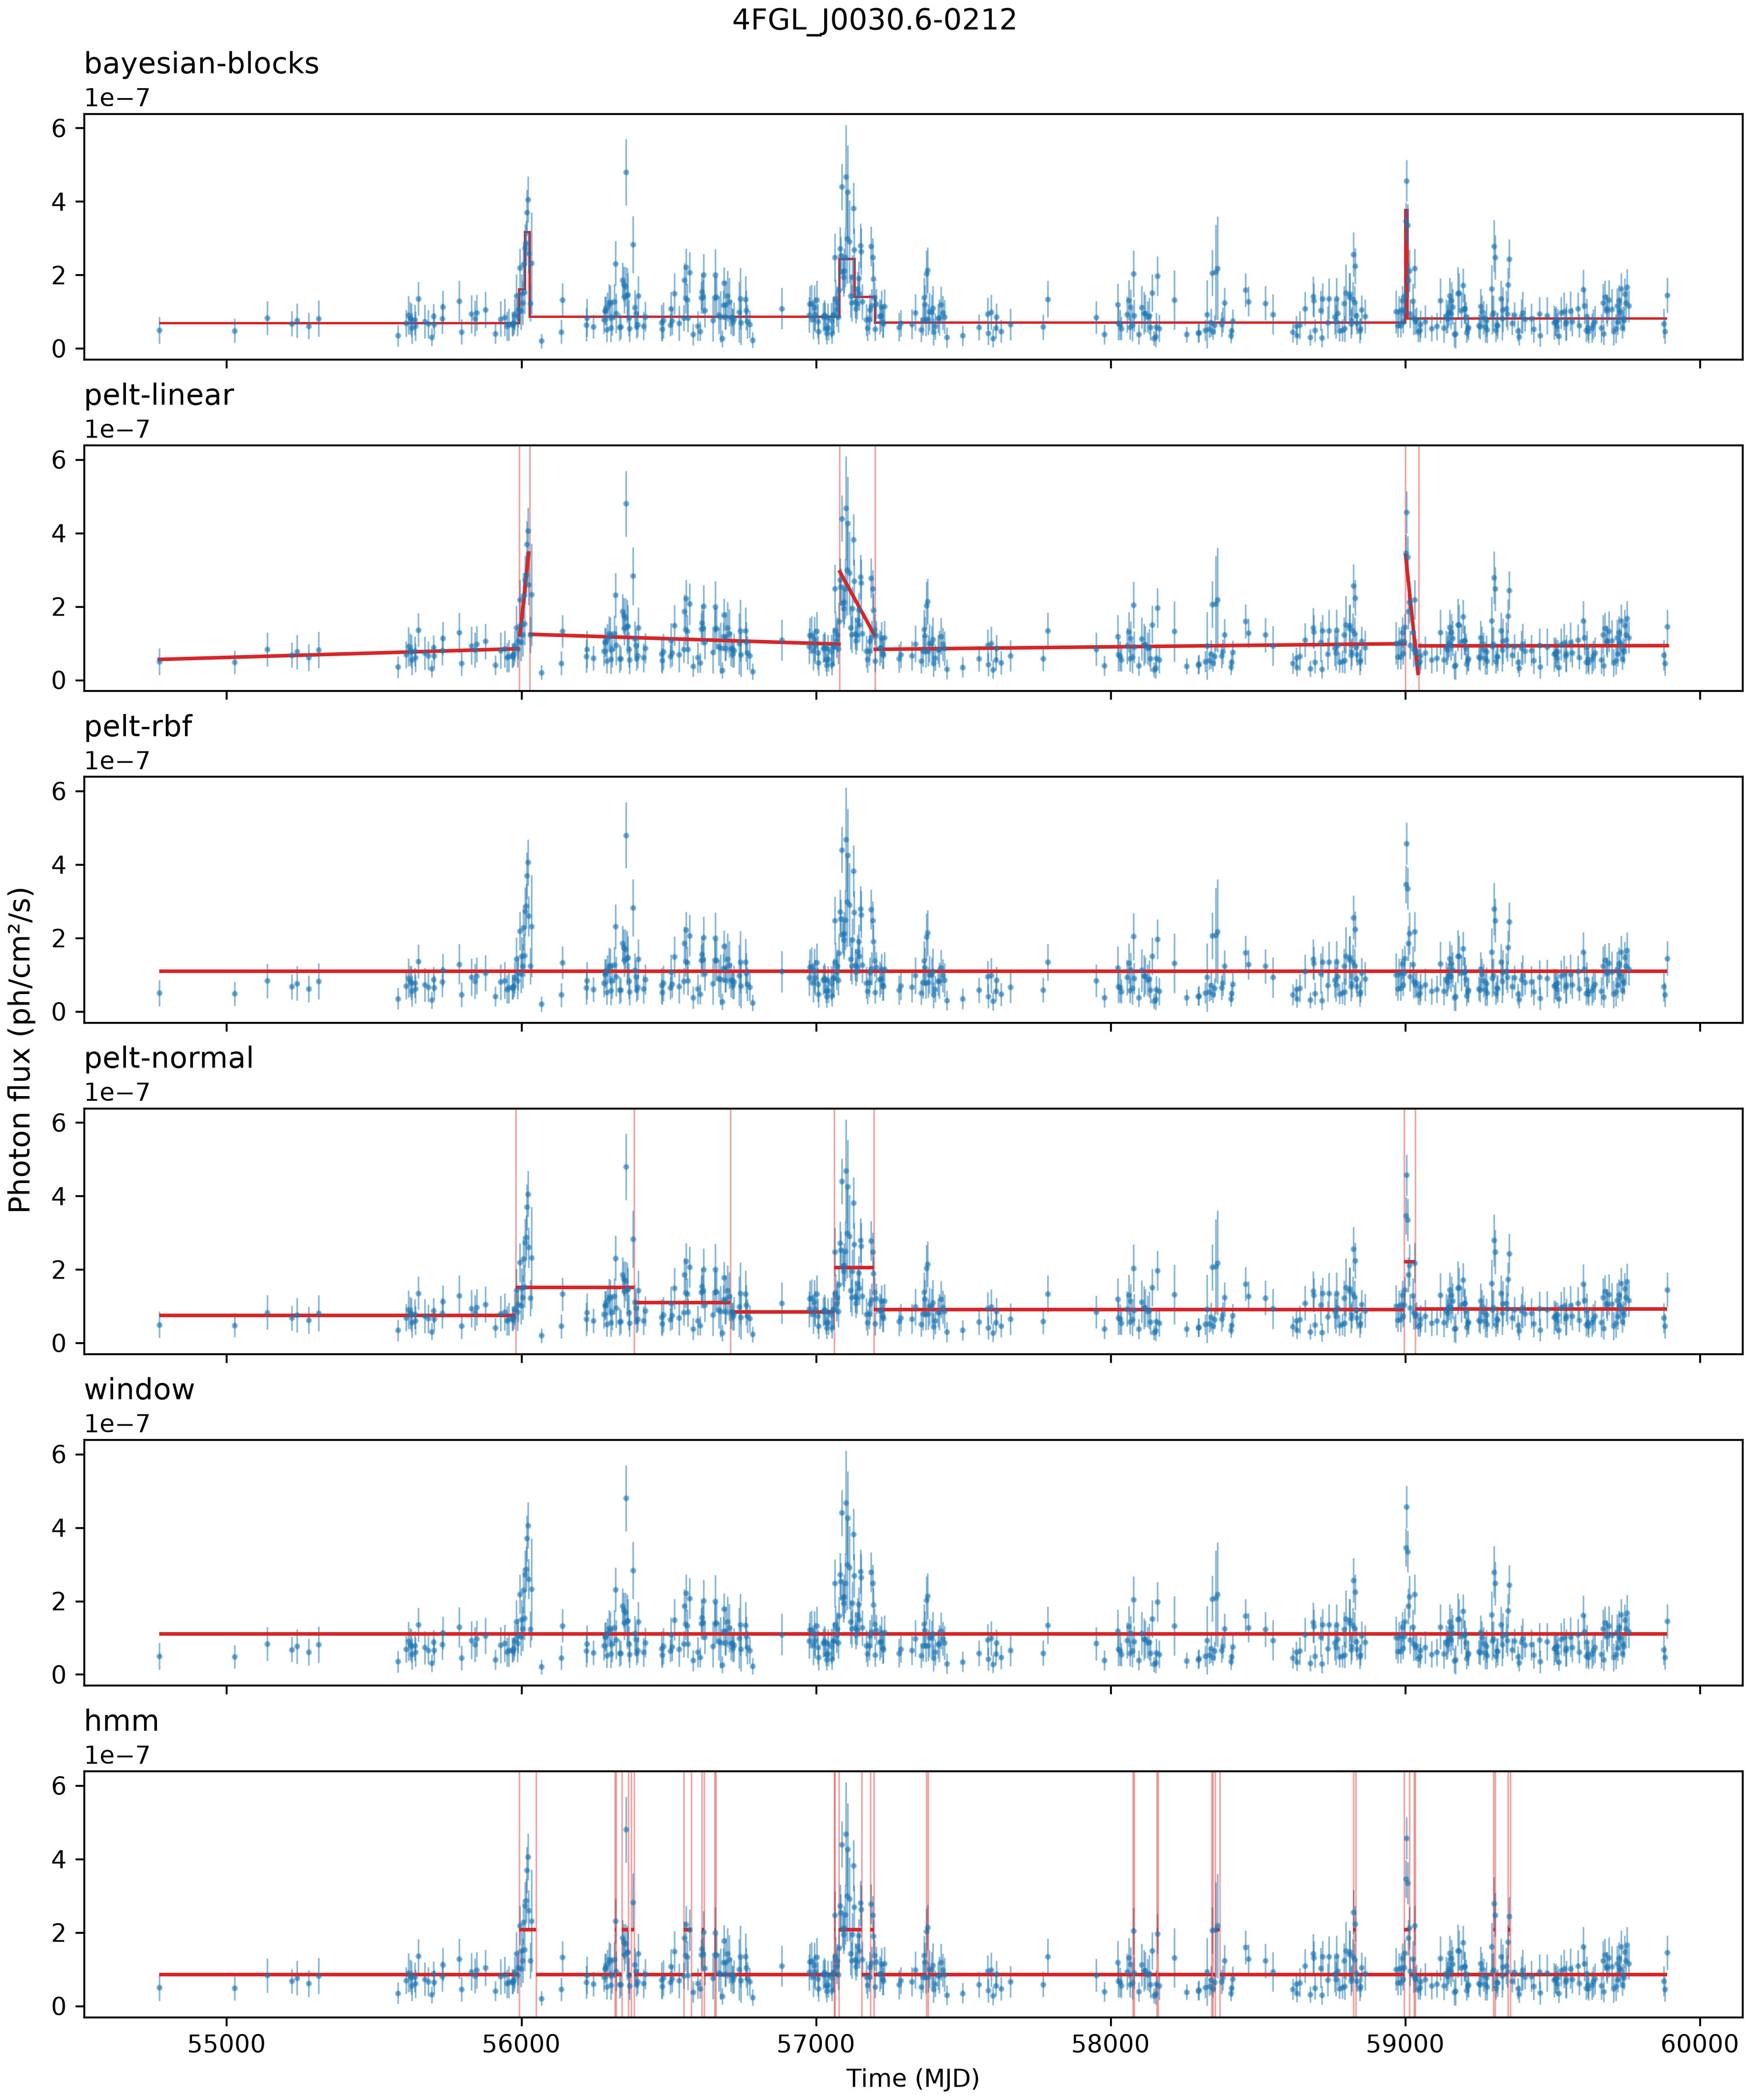 4FGL_J0030.6-0212
bayesian-blocks
1e−7
6
4
2
0
pelt-linear
1e−7
6
4
2
0
pelt-rbf
1e−7
6
4
2
0
Photon flux (ph/cm²/s)
pelt-normal
1e−7
6
4
2
0
window
1e−7
6
4
2
0
hmm
1e−7
6
4
2
0
55000 56000 57000 58000 59000 60000
Time (MJD)